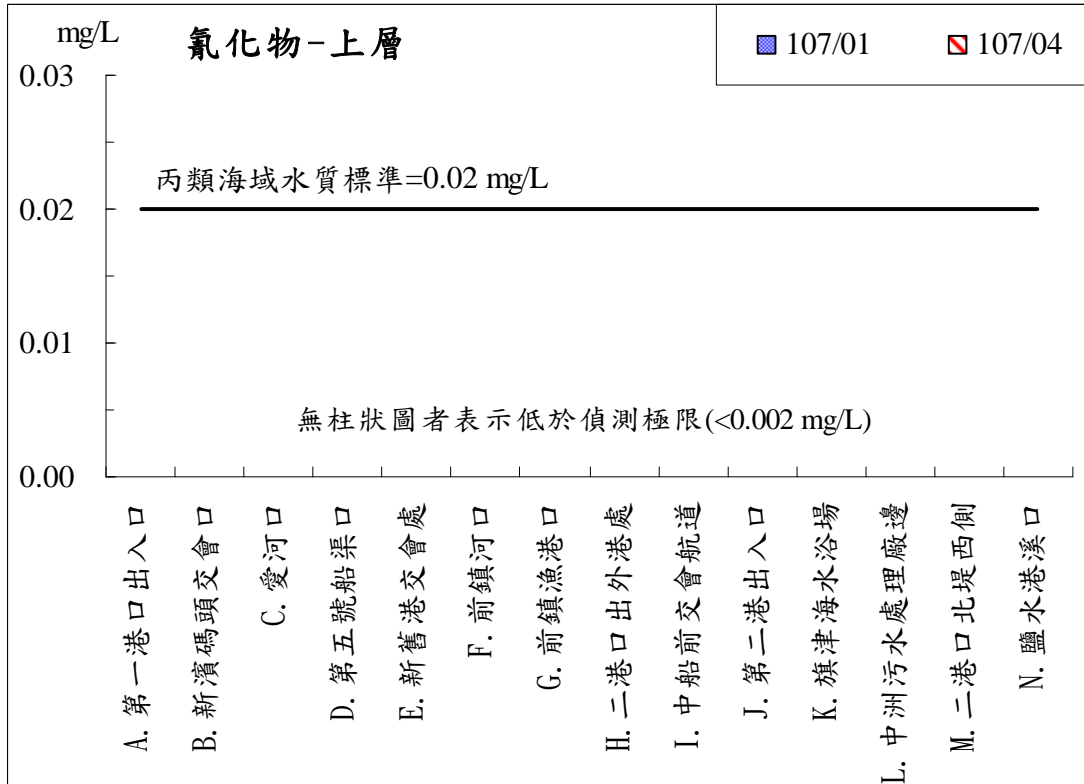 mg/L
氰化物-上層
107/01
107/04
0.03
丙類海域水質標準=0.02 mg/L
0.02
0.01
無柱狀圖者表示低於偵測極限(<0.002 mg/L)
0.00
A.第一港口出入口
B.新濱碼頭交會口
C.愛河口
D.第五號船渠口
E.新舊港交會處
F.前鎮河口
G.前鎮漁港口
H.二港口出外港處
I.中船前交會航道
J.第二港出入口
K.旗津海水浴場
L.中洲污水處理廠邊
M.二港口北堤西側
N.鹽水港溪口